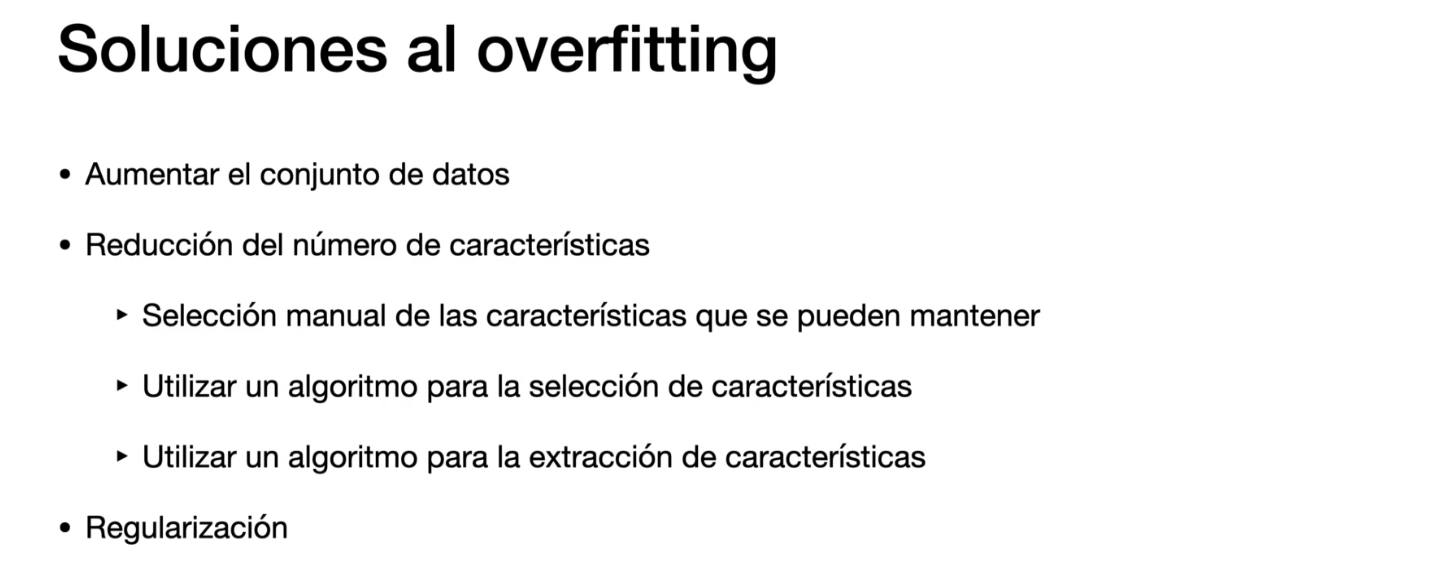 Soluciones al overfitting
• Aumentar el conjunto de datos
• Reducción del número de características
‣ Selección manual de las características que se pueden mantener
‣ Utilizar un algoritmo para la selección de características
‣ Utilizar un algoritmo para la extracción de características
• Regularización